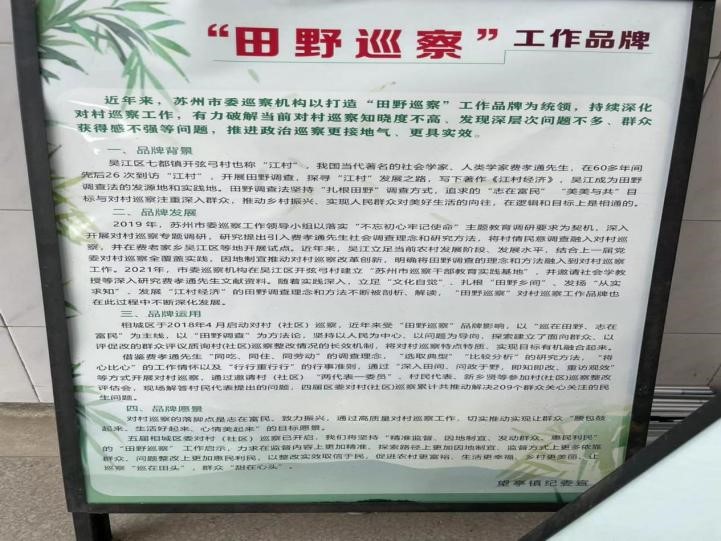 “田野巡察”工作品牌
近年来，苏州市委巡察机构以打造“田野巡察”工作品牌为统领，持续深化
对村巡察工作，有力破解当前对村巡察知晓度不高、发现深层次问题不多、群众
获得感不强等问题，推进政治巡察更接地气、更具实效。
一、品牌背景
吴江区七都镇开弦弓村也称“江村”，我国当代著名的社会学家、人类学家费孝通先生，在60多年间
先后26次到访“江村”，开展田野调查，探寻“江村”发展之路，写下著作《江村经济》，吴江成为田野
调查法的发源地和实践地。田野调查法坚持“扎根田野”调查方式，追求的“志在富民”“美美与共”目
标与对村巡察注重深入群众，推动乡村振兴、实现人民群众对美好生活的向往，在逻辑和目标上是相通的。
二、品牌发展
2019年，苏州市委巡察工作领导小组以落实“不忘初心牢记使命”主题教育调研要求为契机，深入
开展对村巡察专题调研，研究提出引入费孝通先生社会调查理念和研究方法，将村情民意调查融入对村巡
察，并在费老家乡吴江区等地开展试点。近年来，吴江立足当前农村发展阶段、发展水平，结合上一届党
委对村巡察全覆盖实践，因地制宜推动对村巡察改革创新，明确将田野调查的理念和方法融入到对村巡察
工作。2021年，市委巡察机构在吴江区开弦弓村建立“苏州市巡察干部教育实践基地”，并邀请社会学教
授等深入研究费孝通先生文献资料。随着实践深入，立足“文化自觉”、扎根“田野乡间”、发扬“从实
求知”、发展“江村经济”的田野调查理念和方法不断被剖析、解读，“田野巡察”对村巡察工作品牌也
在此过程中不断深化发展。
三、品牌运用
相城区于2018年4月启动对村（社区）巡察，近年来受“田野巡察”品牌影响，以“巡在田野、志在
富民”为主线，以“田野调查”为方法论，坚持以人民为中心、以问题为导向，探索建立了面向群众、以
评促改的群众评议质询村(社区)巡察整改情况的长效机制，将对村巡察特点特质、实现目标有机融合起来。
借鉴费孝通先生“同吃、同住、同劳动”的调查理念，“选取典型”“比较分析”的研究方法，“将
心比心”的工作情怀以及“行行重行行”的行事准则，通过“深入田间、问政于野，即知即改、重访观效”
等方式开展对村巡察，通过邀请村（社区）“两代表一委员”、村民代表、新乡贤等参加村(社区)巡察整改
评估会，现场解答村民代表提出的问题，四届区委对村(社区)巡察累计共推动解决209个群众关心关注的民
生问题。
四、品牌愿景
对村巡察的落脚点是志在富民、致力振兴，通过高质量对村巡察工作，切实推动实现让群众“腰包鼓
起来、生活好起来、心情美起来”的目标愿景。
五届相城区委对村(社区）巡察已开启，我们将坚持“精准监督、因地制宜、发动群众、惠民利民”
的“田野巡察”工作启示，力求在监督内容上更加精准、探索路径上更加因地制宜、监督方式上更多依靠
群众、问题整改上更加惠民利民，以整改实效取信于民，促进农村更富裕、生活更幸福、乡村更美丽，让
巡察“巡在田头”，群众“甜在心头”。
望亭镇纪委宣